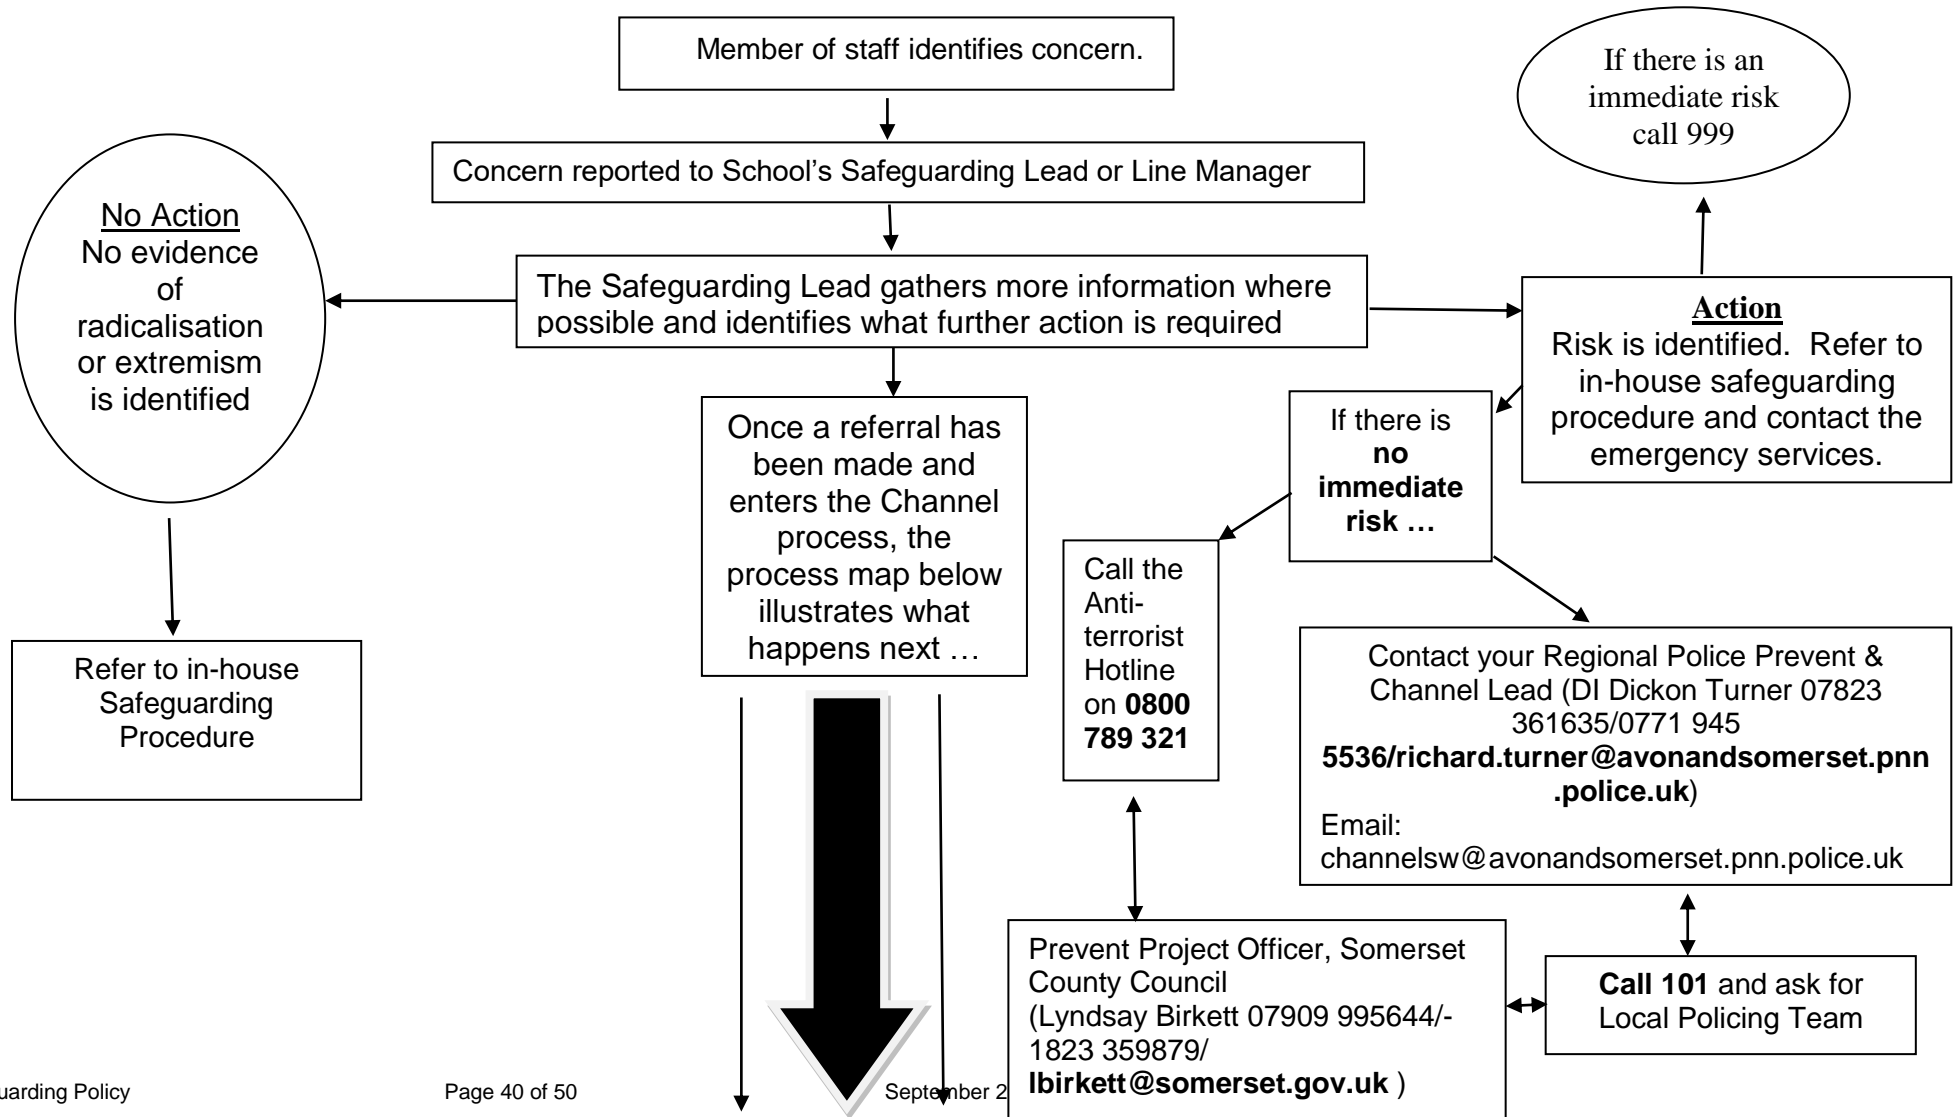 Member of staff identifies concern.
If there is an
immediate risk
call 999
Concern reported to School’s Safeguarding Lead or Line Manager
No Action
No evidence
of
radicalisation
or extremism
is identified
The Safeguarding Lead gathers more information where
possible and identifies what further action is required
Action
Risk is identified.  Refer to
in-house safeguarding
procedure and contact the
emergency services.
Once a referral has
been made and
enters the Channel
process, the
process map below
illustrates what
happens next …
If there is
no
immediate
risk …
Call the
Anti-
terrorist
Hotline
on 0800
789 321
Refer to in-house
Safeguarding
Procedure
Contact your Regional Police Prevent &
Channel Lead (DI Dickon Turner 07823
361635/0771 945
5536/richard.turner@avonandsomerset.pnn
.police.uk)
Email:
channelsw@avonandsomerset.pnn.police.uk
Prevent Project Officer, Somerset
County Council
(Lyndsay Birkett 07909 995644/-
1823 359879/
lbirkett@somerset.gov.uk )
Call 101 and ask for
Local Policing Team
uarding Policy
Page 40 of 50
September 2